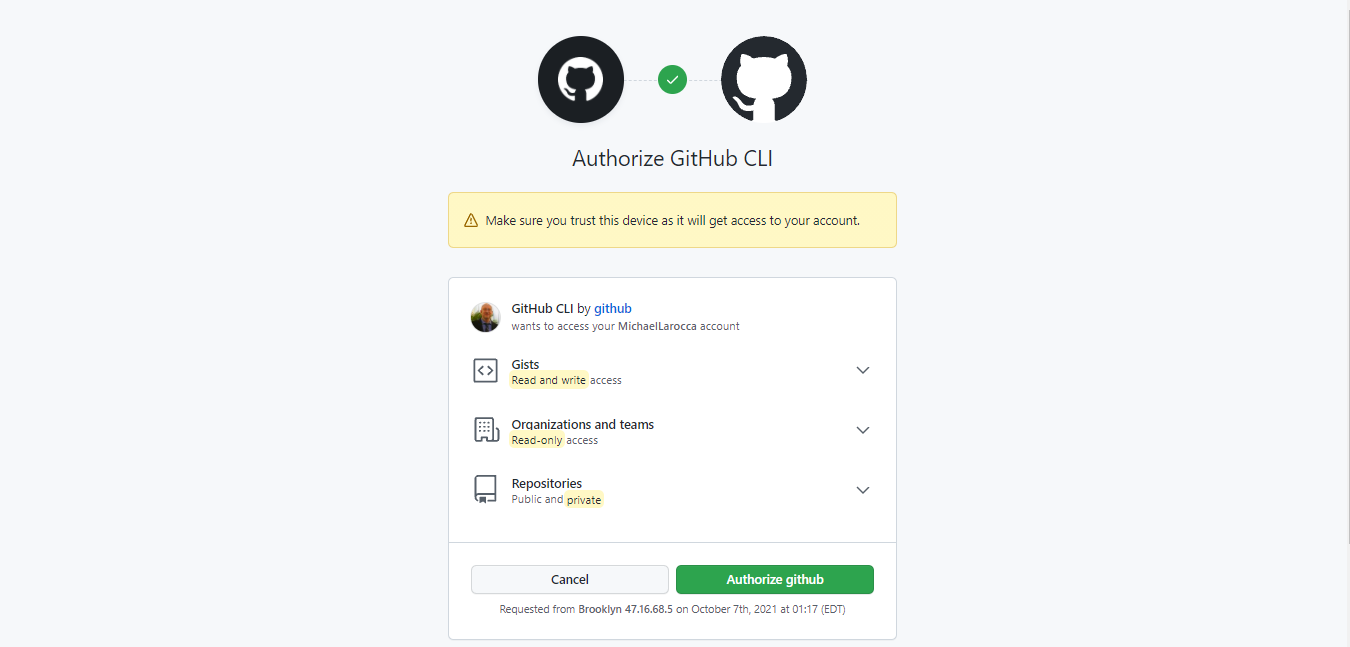 Authorize GitHub CLI
Make sure you trust this device as it will get access to your account.
GitHub CLI by github
wants to access your MichaelLarocca account
Gists
Read and write access
Organizations and teams
Read-only access
Repositories
Public and private
Cancel
Authorize github
Requested from Brooklyn 47.16.68.5 on October 7th, 2021 at 01:17 (EDT)